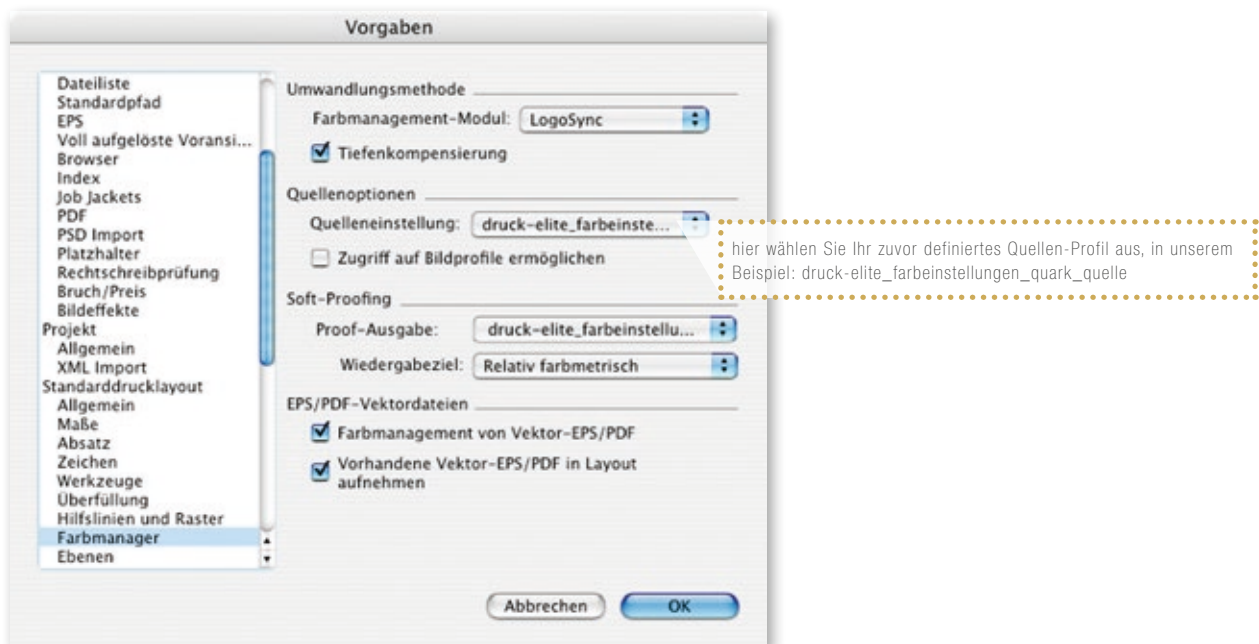 Vorgaben
Dateiliste
Standardpfad
EPS
Voll aufgelöste Voransi...
Browser
Index
Job Jackets
PDF
PSD Import
Platzhalter
Rechtschreibprüfung
Bruch/Preis
Bildeffekte
Projekt
Allgemein
XML Import
Standarddrucklayout
Allgemein
Maße
Absatz
Zeichen
Werkzeuge
Überfüllung
Hilfslinien und Raster
Farbmanager
Ebenen
Umwandlungsmethode
Farbmanagement-Modul: LogoSync
Tiefenkompensierung
Quellenoptionen
Quelleneinstellung: druck-elite_farbeinste...
Zugriff auf Bildprofile ermöglichen
Soft-Proofing
Proof-Ausgabe: druck-elite_farbeinstellu...
Wiedergabeziel: Relativ farbmetrisch
EPS/PDF-Vektordateien
Farbmanagement von Vektor-EPS/PDF
Vorhandene Vektor-EPS/PDF in Layout
aufnehmen
Abbrechen OK
hier wählen Sie Ihr zuvor definiertes Quellen-Profil aus, in unserem
Beispiel: druck-elite_farbeinstellungen_quark_quelle